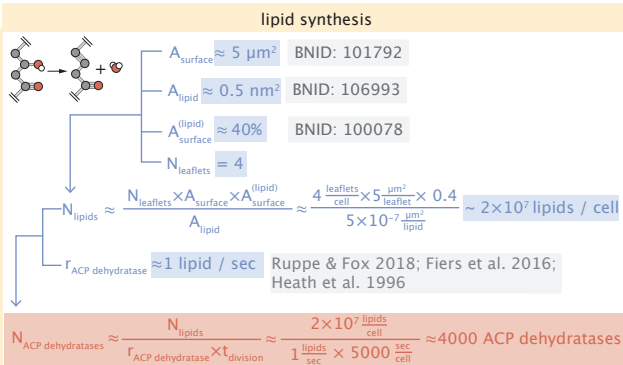 lipid synthesis
A_surface ≈ 5 µm² BNID: 101792
A_lipid ≈ 0.5 nm² BNID: 106993
A_surface^(lipid) ≈ 40% BNID: 100078
N_leaflets = 4
N_lipids ≈ (N_leaflets × A_surface × A_surface^(lipid)) / A_lipid ≈ (4 leaflets/cell × 5 µm²/leaflet × 0.4) / (5×10⁻⁷ µm²/lipid) ~ 2×10⁷ lipids / cell
r_ACP dehydratase ≈1 lipid / sec Ruppe & Fox 2018; Fiers et al. 2016;
Heath et al. 1996
N_ACP dehydratases ≈ N_lipids / (r_ACP dehydratase × t_division) ≈ (2×10⁷ lipids/cell) / (1 lipids/sec × 5000 sec/cell) ≈4000 ACP dehydratases
+